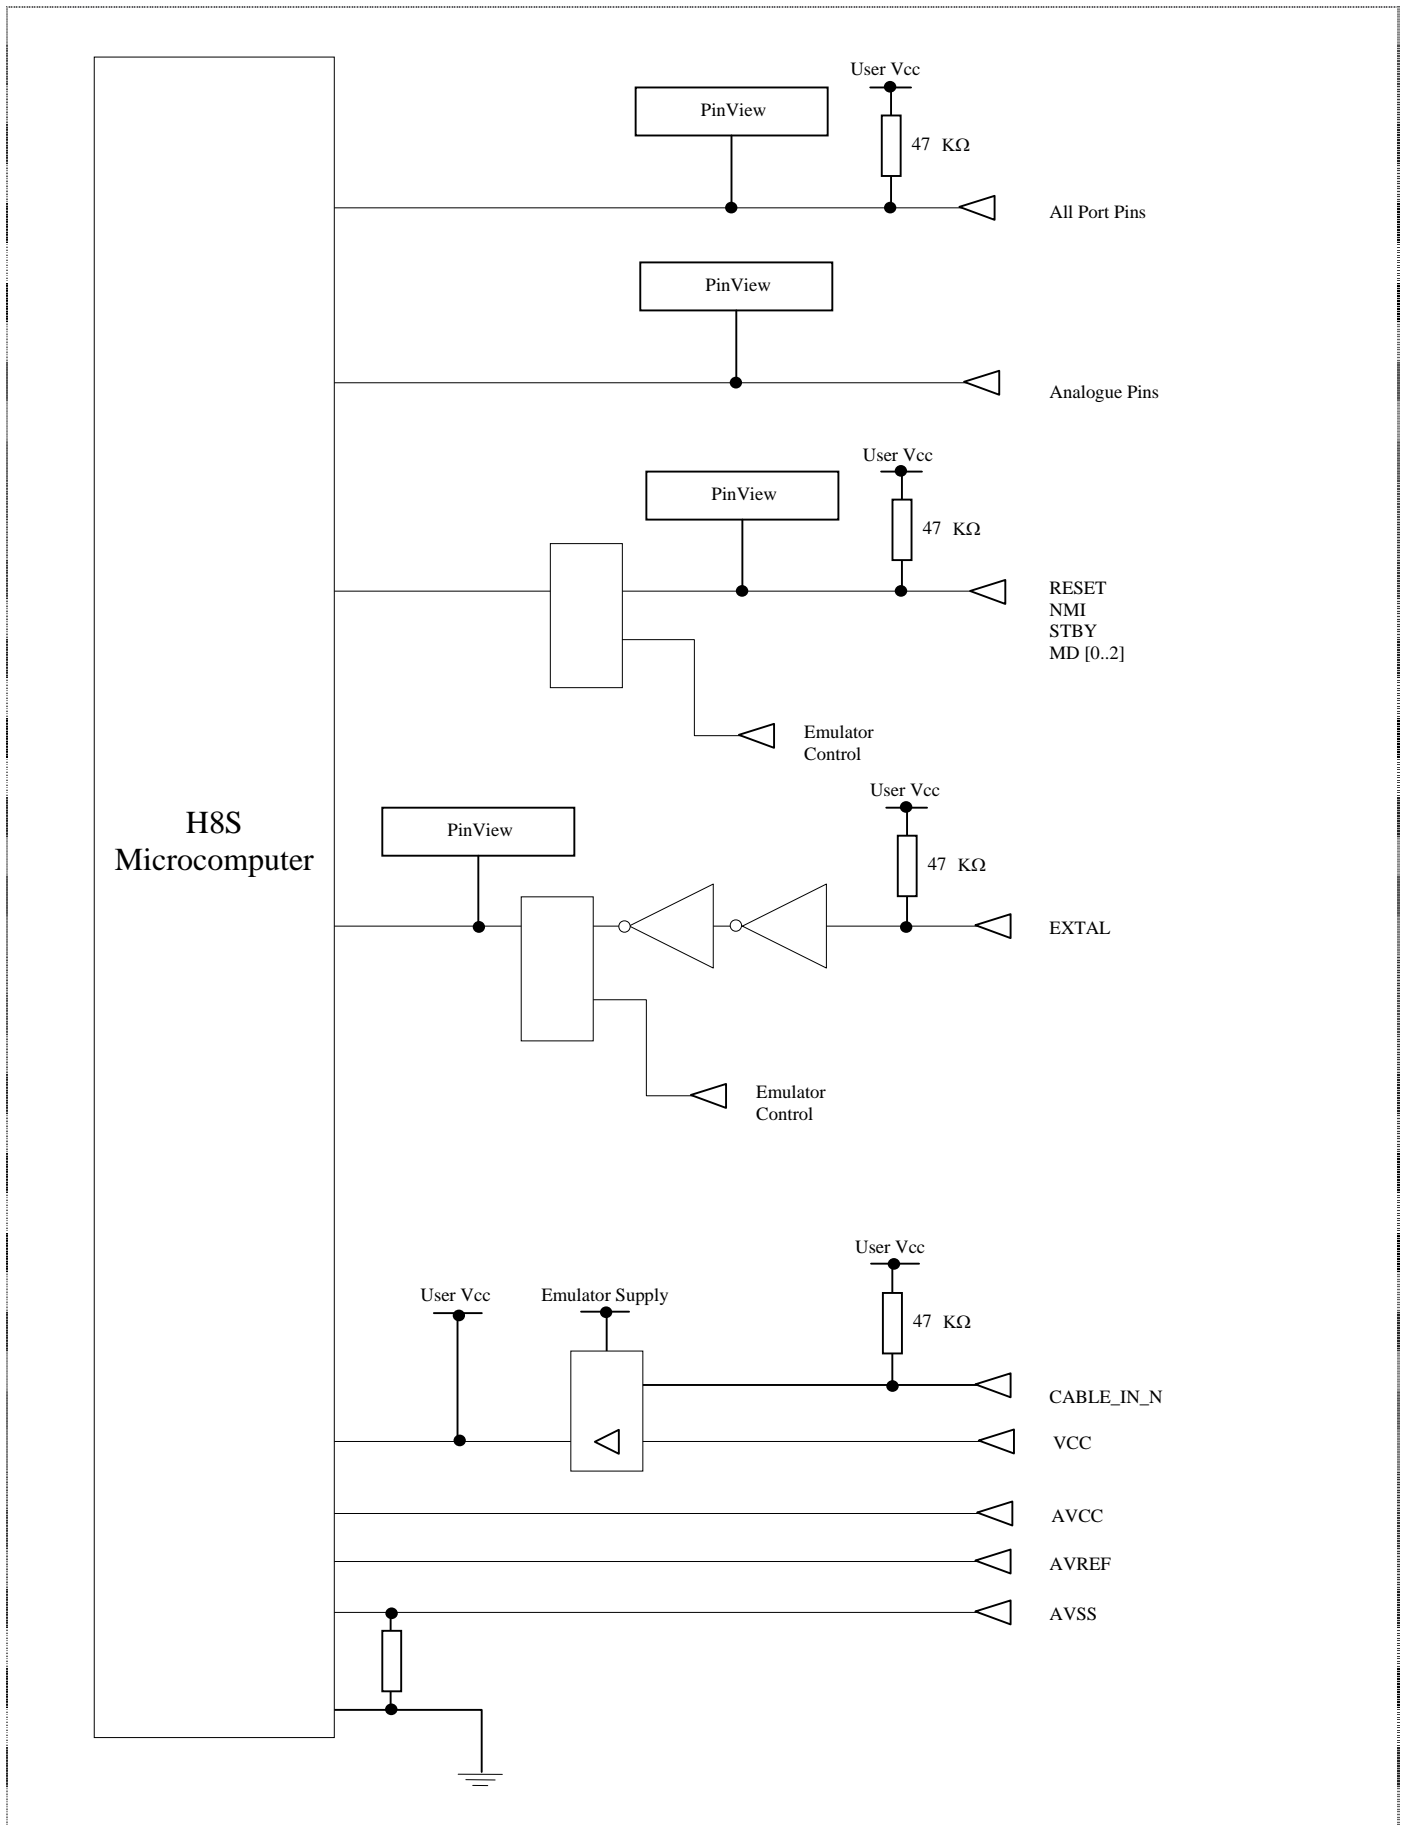 User Vcc
PinView
47 KΩ
All Port Pins
PinView
Analogue Pins
User Vcc
PinView
47 KΩ
RESET
NMI
STBY
MD [0..2]
Emulator
Control
User Vcc
PinView
H8S
Microcomputer
47 KΩ
EXTAL
Emulator
Control
User Vcc
User Vcc
Emulator Supply
47 KΩ
CABLE_IN_N
VCC
AVCC
AVREF
AVSS